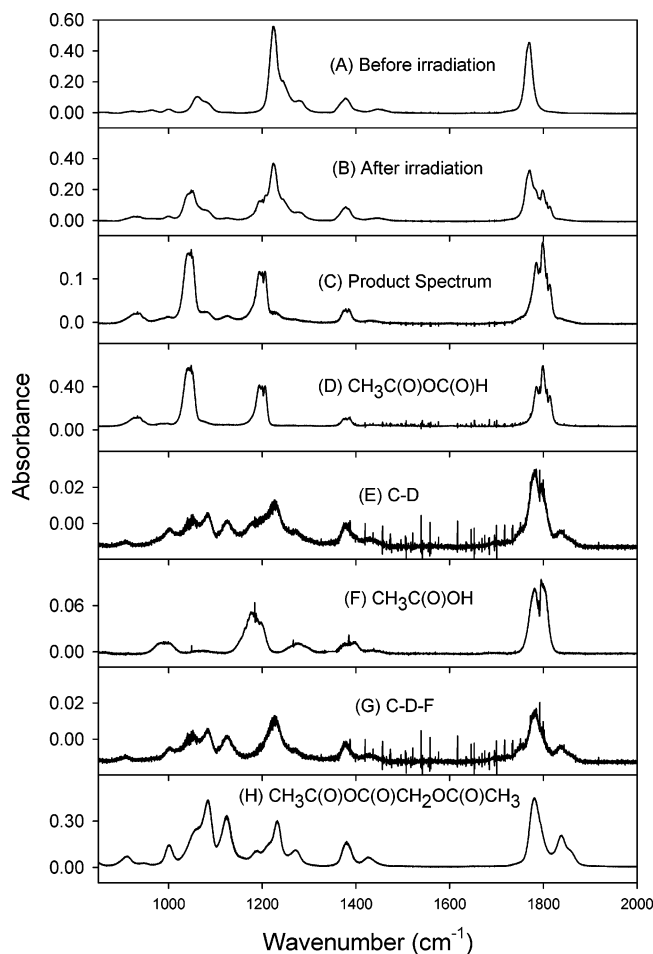 0.60
0.40
0.20
0.00
(A) Before irradiation
0.40
0.20
0.00
(B) After irradiation
0.1
0.0
(C) Product Spectrum
0.40
0.00
(D) CH₃C(O)OC(O)H
Absorbance
0.02
0.00
(E) C-D
0.06
0.00
(F) CH₃C(O)OH
0.02
0.00
(G) C-D-F
(H) CH₃C(O)OC(O)CH₂OC(O)CH₃
0.30
0.00
1000 1200 1400 1600 1800 2000
Wavenumber (cm⁻¹)